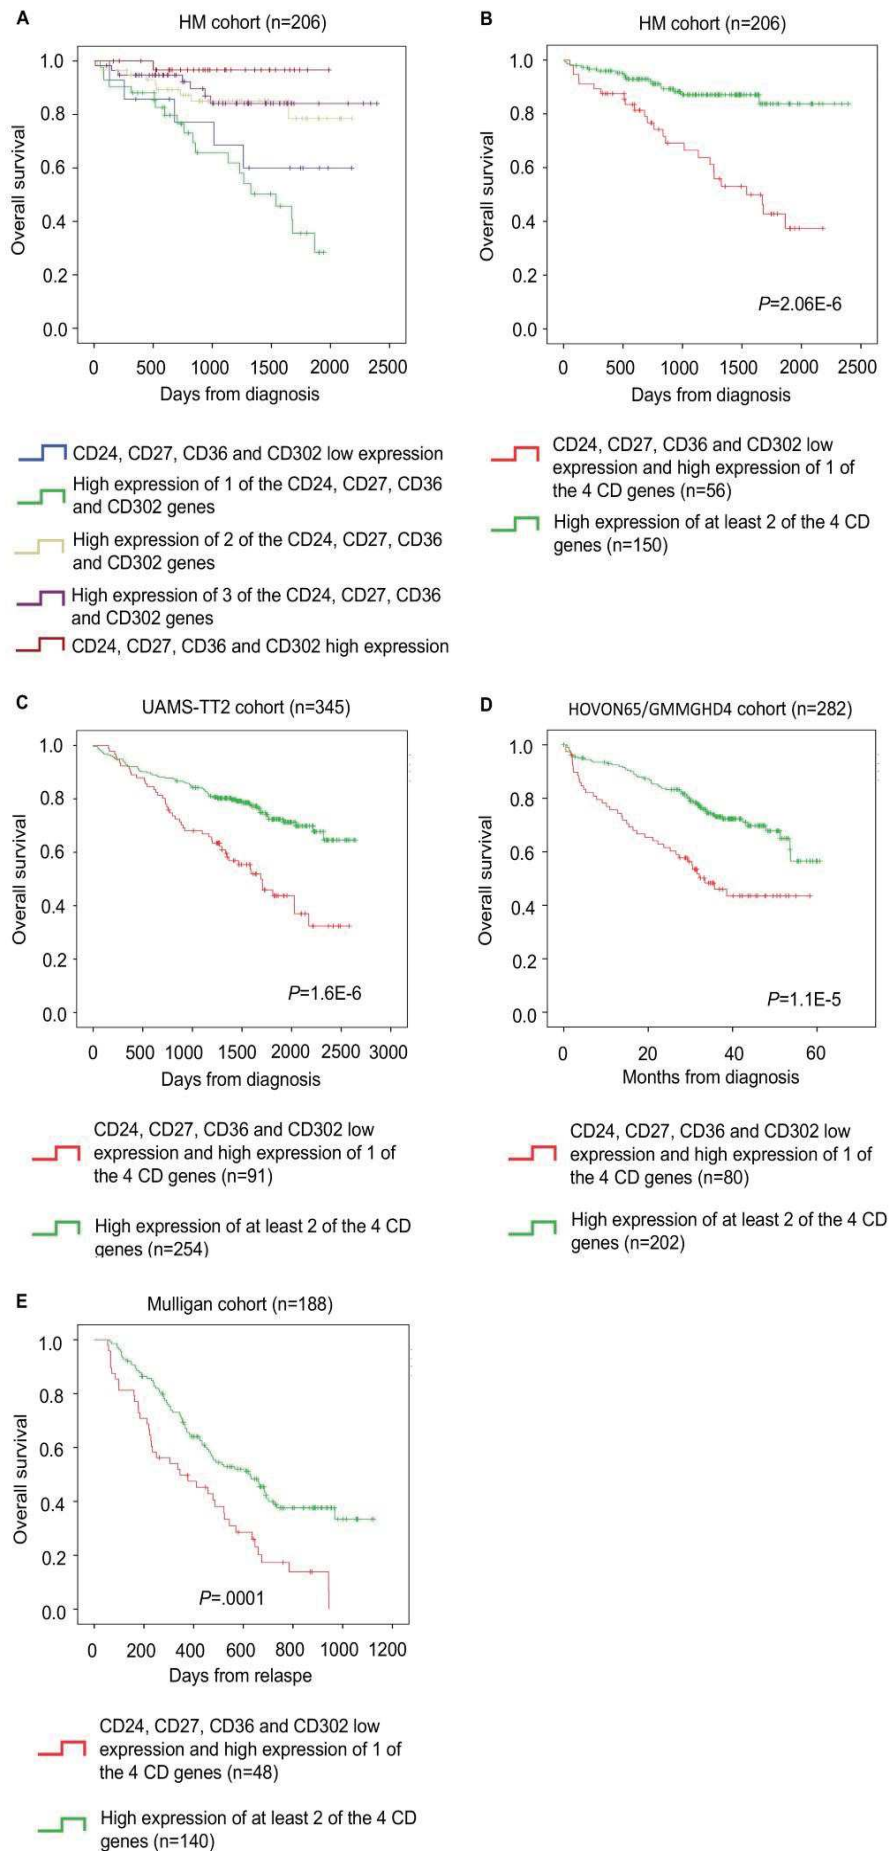 A
HM cohort (n=206)
Overall survival
1.0
0.8
0.6
0.4
0.2
0.0
0 500 1000 1500 2000 2500
Days from diagnosis
CD24, CD27, CD36 and CD302 low expression
High expression of 1 of the CD24, CD27, CD36
and CD302 genes
High expression of 2 of the CD24, CD27, CD36
and CD302 genes
High expression of 3 of the CD24, CD27, CD36
and CD302 genes
CD24, CD27, CD36 and CD302 high expression
B
HM cohort (n=206)
Overall survival
1.0
0.8
0.6
0.4
0.2
0.0
P=2.06E-6
0 500 1000 1500 2000 2500
Days from diagnosis
CD24, CD27, CD36 and CD302 low
expression and high expression of 1 of
the 4 CD genes (n=56)
High expression of at least 2 of the 4 CD
genes (n=150)
C
UAMS-TT2 cohort (n=345)
Overall survival
1.0
0.8
0.6
0.4
0.2
0.0
P=1.6E-6
0 500 1000 1500 2000 2500 3000
Days from diagnosis
CD24, CD27, CD36 and CD302 low
expression and high expression of 1 of
the 4 CD genes (n=91)
High expression of at least 2 of the 4 CD
genes (n=254)
D
HOVON65/GMMGHD4 cohort (n=282)
Overall survival
1.0
0.8
0.6
0.4
0.2
0.0
P=1.1E-5
0 20 40 60
Months from diagnosis
CD24, CD27, CD36 and CD302 low
expression and high expression of 1 of
the 4 CD genes (n=80)
High expression of at least 2 of the 4 CD
genes (n=202)
E
Mulligan cohort (n=188)
Overall survival
1.0
0.8
0.6
0.4
0.2
0.0
P=.0001
0 200 400 600 800 1000 1200
Days from relaspe
CD24, CD27, CD36 and CD302 low
expression and high expression of 1 of
the 4 CD genes (n=48)
High expression of at least 2 of the 4 CD
genes (n=140)